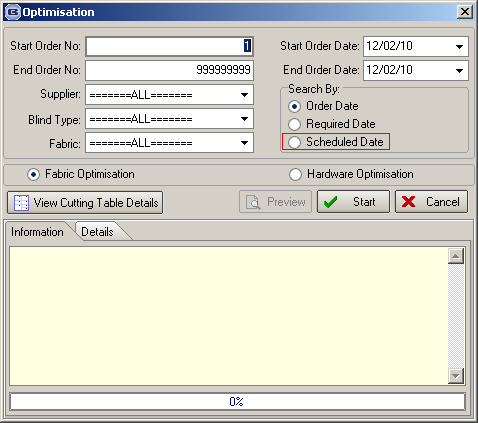 Optimisation
Start Order No: 1 Start Order Date: 12/02/10
End Order No: 999999999 End Order Date: 12/02/10
Supplier: =======ALL======= Search By:
Order Date
Blind Type: =======ALL======= Required Date
Fabric: =======ALL======= Scheduled Date
Fabric Optimisation Hardware Optimisation
View Cutting Table Details Preview Start Cancel
Information Details
0%